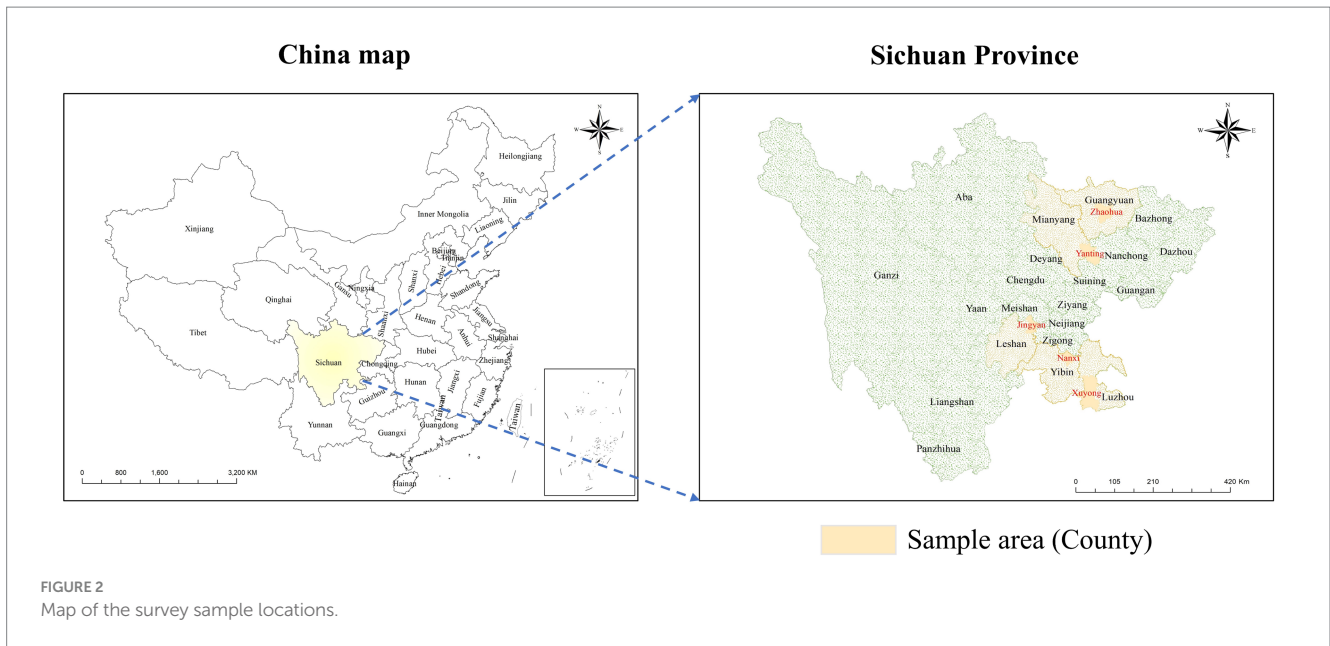 China map
Sichuan Province
N
W E
S
Heilongjiang
Jilin
Inner Mongolia
Liaoning
Xinjiang
Beijing
Tianjin
Hebei
Shanxi
Ningxia
Gansu
Shandong
Qinghai
Shaanxi
Henan
Jiangsu
Anhui
Shanghai
Tibet
Sichuan
Chongqing
Hubei
Zhejiang
Hunan
Jiangxi
Guizhou
Fujian
Taiwan
Taiwan
Yunnan
Guangxi
Guangdong
Hainan
0 800 1,600 3,200 KM
N
W E
S
Aba
Guangyuan
Zhaohua
Mianyang
Bazhong
Yanting
Nanchong
Dazhou
Deyang
Ganzi
Chengdu
Suining
Guangan
Yaan
Meishan
Ziyang
Jingyan
Neijiang
Leshan
Zigong
Nanxi
Yibin
Xuyong
Luzhou
Liangshan
Panzhihua
0 105 210 420 Km
Sample area (County)
FIGURE 2
Map of the survey sample locations.